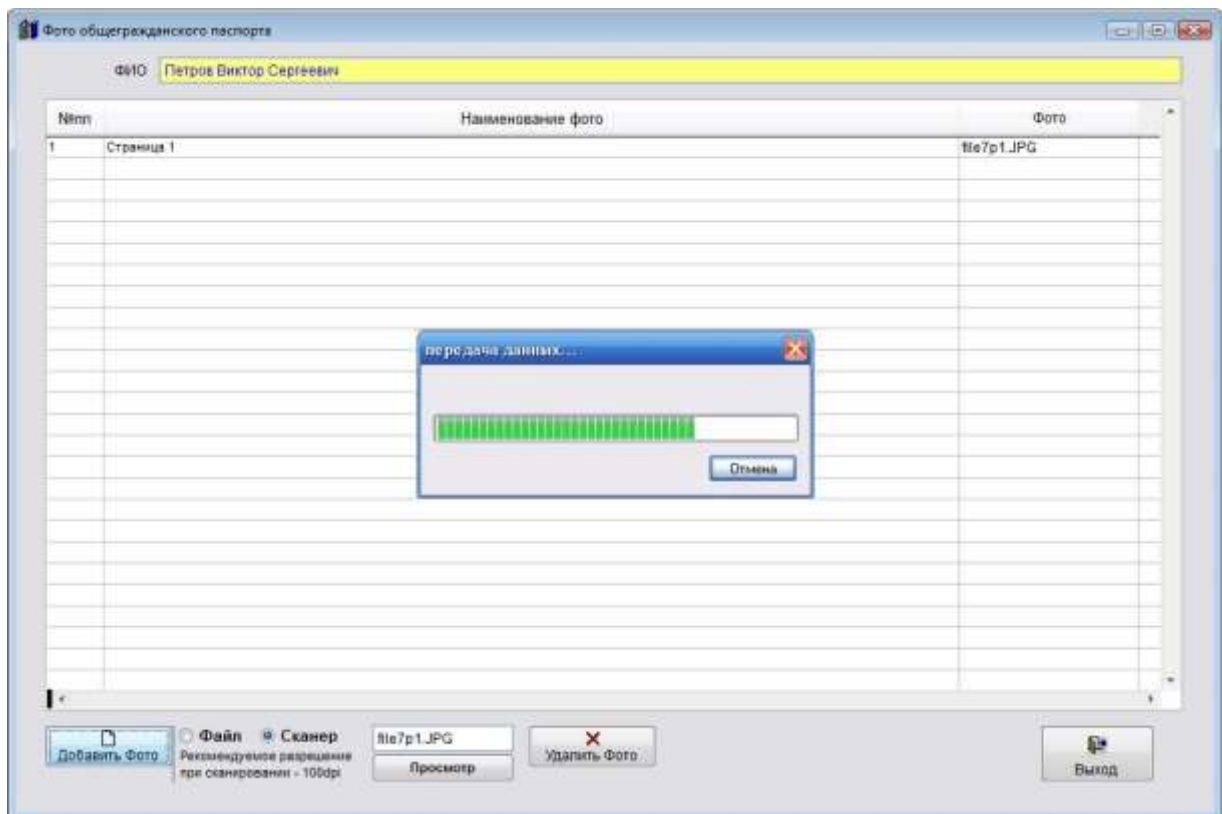 Фото общегражданского паспорта
ФИО Петров Виктор Сергеевич
№пп Наименование фото Фото
1 Страница 1 file7p1.JPG
передача данных...
Отмена
Добавить Фото
Файл Сканер
Рекомендуемое разрешение
при сканировании - 100dpi
file7p1.JPG
Просмотр
Удалить Фото
Выход